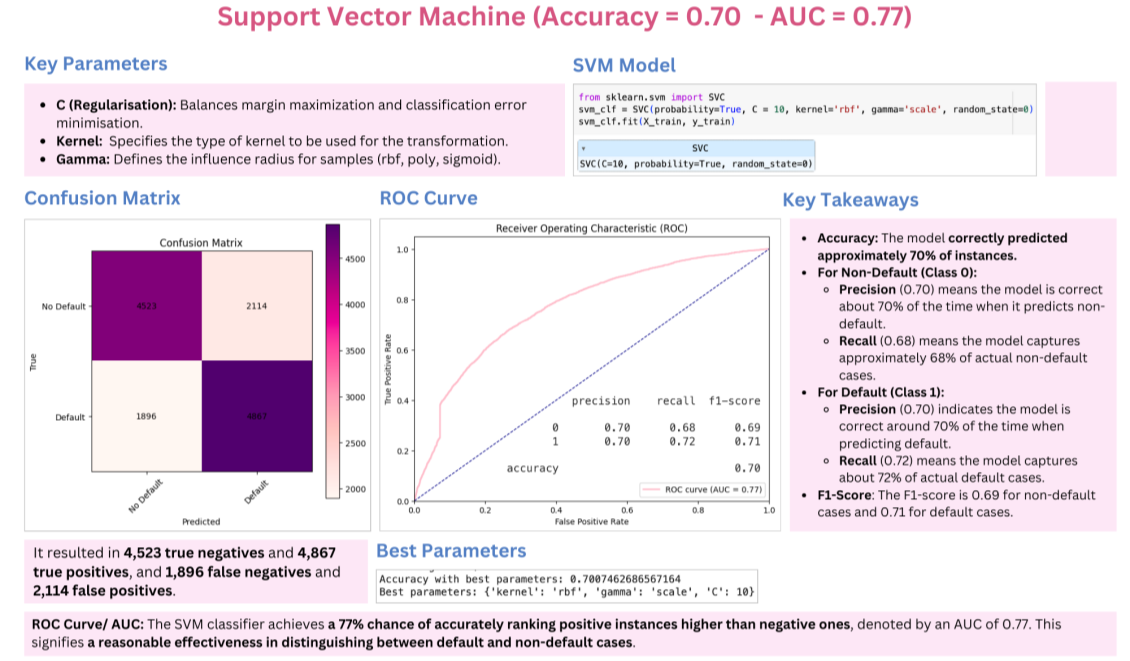 Support Vector Machine (Accuracy = 0.70 - AUC = 0.77)
Key Parameters
• C (Regularisation): Balances margin maximization and classification error
minimisation.
• Kernel: Specifies the type of kernel to be used for the transformation.
• Gamma: Defines the influence radius for samples (rbf, poly, sigmoid).
SVM Model
from sklearn.svm import SVC
svm_clf = SVC(probability=True, C = 10, kernel='rbf', gamma='scale', random_state=0)
svm_clf.fit(X_train, y_train)
▾ SVC
SVC(C=10, probability=True, random_state=0)
Confusion Matrix
Confusion Matrix
No Default
4523
2114
True
Default
1896
4867
No Default
Default
Predicted
4500
4000
3500
3000
2500
2000
ROC Curve
Receiver Operating Characteristic (ROC)
1.0
0.8
0.6
0.4
0.2
0.0
True Positive Rate
precision recall f1-score
0 0.70 0.68 0.69
1 0.70 0.72 0.71
accuracy 0.70
ROC curve (AUC = 0.77)
0.0 0.2 0.4 0.6 0.8 1.0
False Positive Rate
Key Takeaways
• Accuracy: The model correctly predicted
approximately 70% of instances.
• For Non-Default (Class 0):
◦ Precision (0.70) means the model is correct
about 70% of the time when it predicts non-
default.
◦ Recall (0.68) means the model captures
approximately 68% of actual non-default
cases.
• For Default (Class 1):
◦ Precision (0.70) indicates the model is
correct around 70% of the time when
predicting default.
◦ Recall (0.72) means the model captures
about 72% of actual default cases.
• F1-Score: The F1-score is 0.69 for non-default
cases and 0.71 for default cases.
It resulted in 4,523 true negatives and 4,867
true positives, and 1,896 false negatives and
2,114 false positives.
Best Parameters
Accuracy with best parameters: 0.7007462686567164
Best parameters: {'kernel': 'rbf', 'gamma': 'scale', 'C': 10}
ROC Curve/ AUC: The SVM classifier achieves a 77% chance of accurately ranking positive instances higher than negative ones, denoted by an AUC of 0.77. This
signifies a reasonable effectiveness in distinguishing between default and non-default cases.